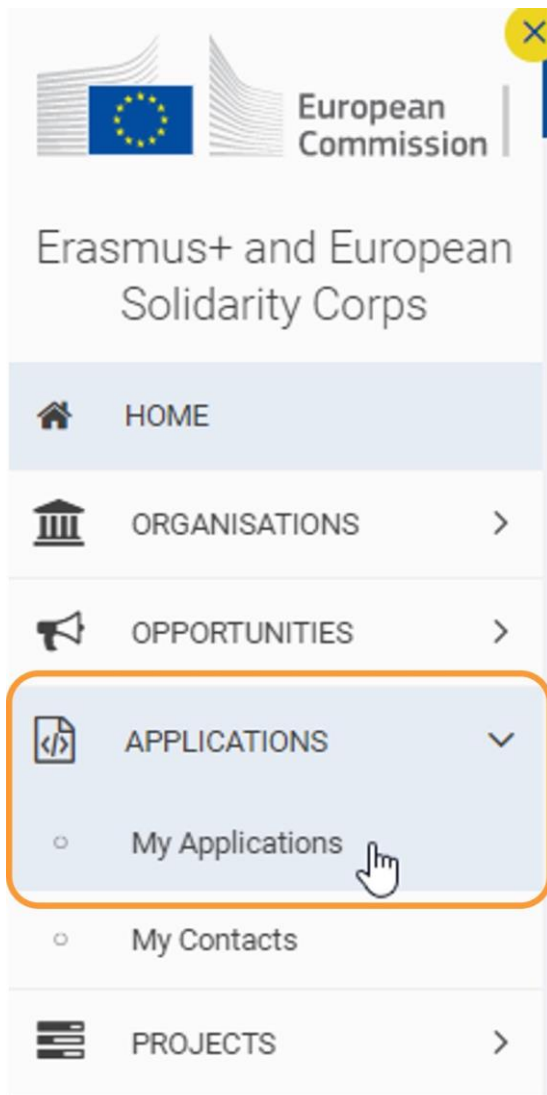 European
Commission
Erasmus+ and European
Solidarity Corps
HOME
ORGANISATIONS
OPPORTUNITIES
APPLICATIONS
My Applications
My Contacts
PROJECTS